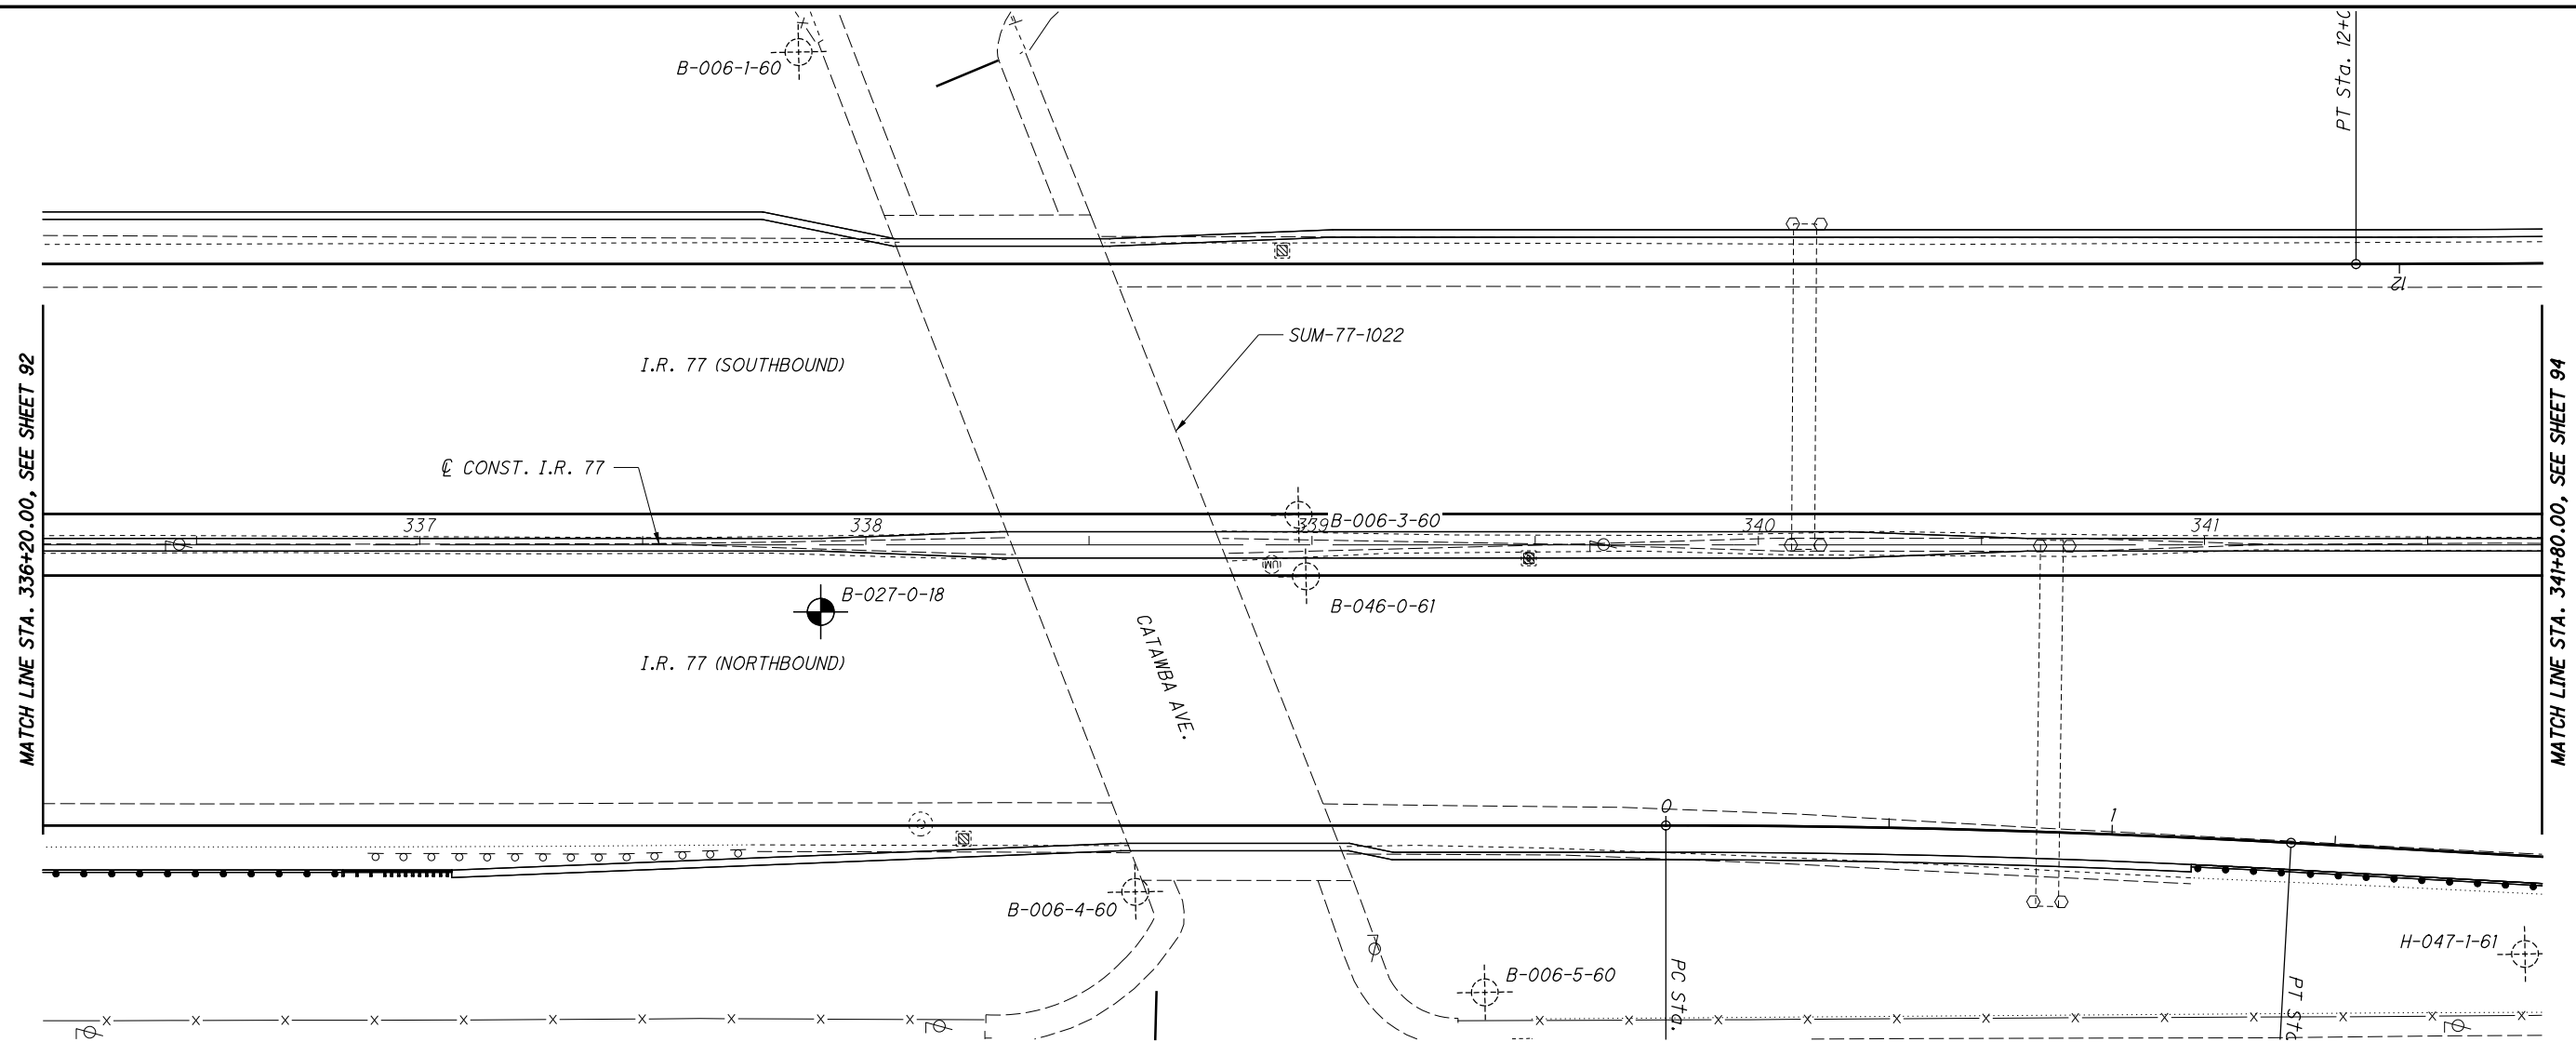 PT Sta. 12+0
B-006-1-60
12
SUM-77-1022
I.R. 77 (SOUTHBOUND)
MATCH LINE STA. 336+20.00, SEE SHEET 92
MATCH LINE STA. 341+80.00, SEE SHEET 94
℄ CONST. I.R. 77
337
338
339
B-006-3-60
340
341
(UM)
B-027-0-18
B-046-0-61
CATAWBA AVE.
I.R. 77 (NORTHBOUND)
0
1
B-006-4-60
H-047-1-61
B-006-5-60
PC Sta.
PT Sta